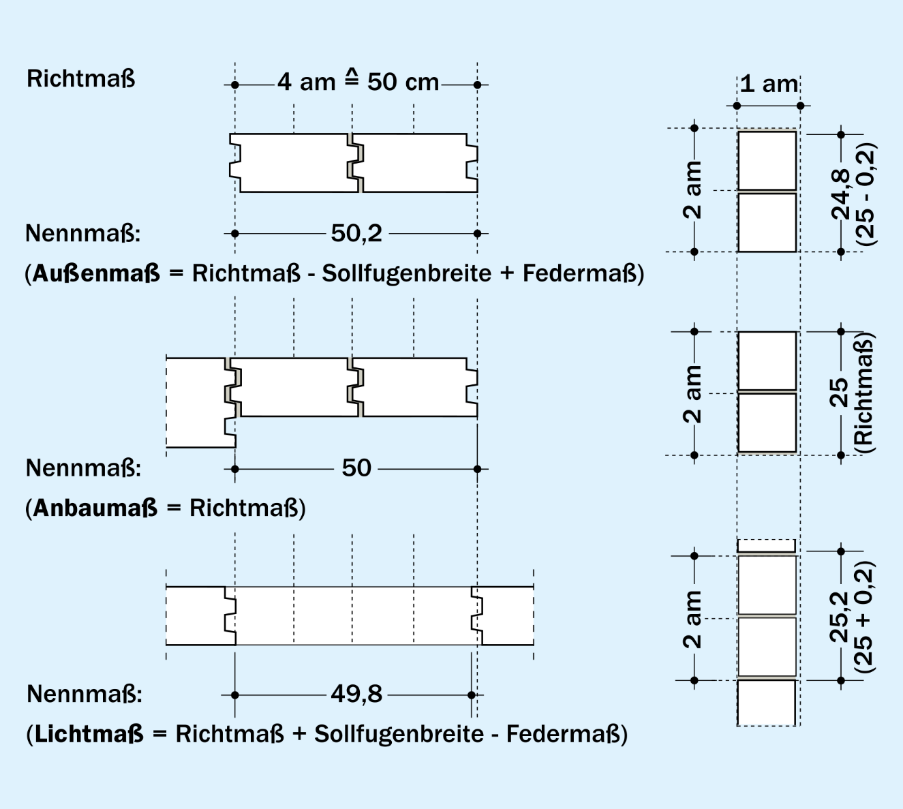 Richtmaß
4 am ≙ 50 cm
Nennmaß:
50,2
(Außenmaß = Richtmaß - Sollfugenbreite + Federmaß)
Nennmaß:
50
(Anbaumaß = Richtmaß)
Nennmaß:
49,8
(Lichtmaß = Richtmaß + Sollfugenbreite - Federmaß)
1 am
2 am
24,8
(25 - 0,2)
2 am
25
(Richtmaß)
2 am
25,2
(25 + 0,2)